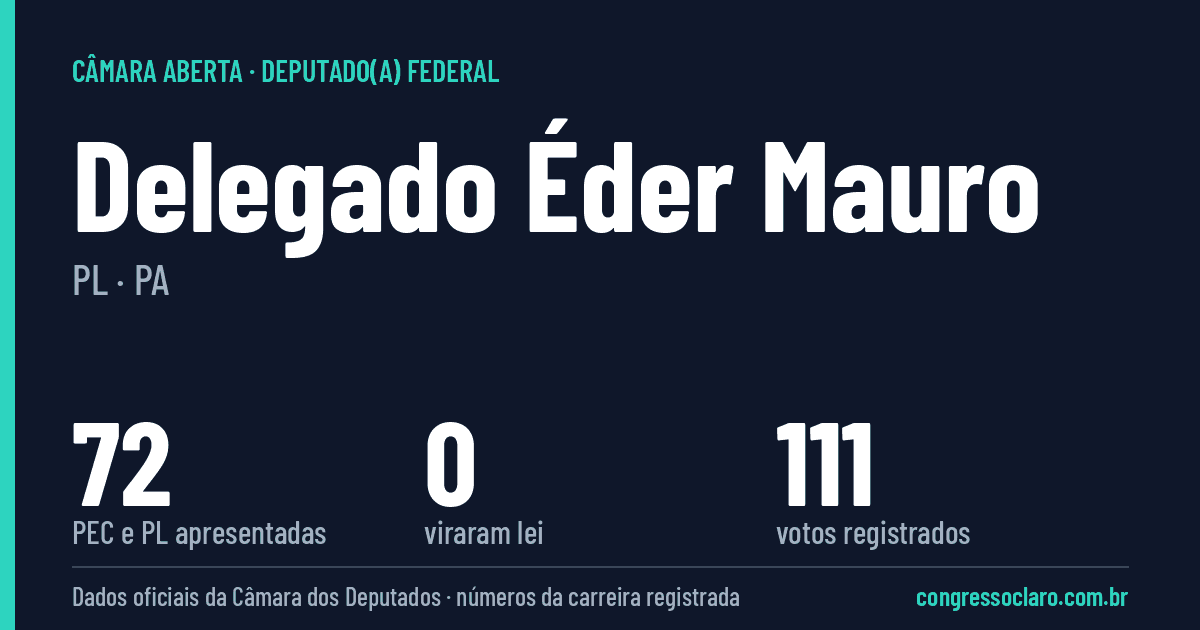 CÂMARA ABERTA · DEPUTADO(A) FEDERAL
Delegado Éder Mauro
PL · PA
72 0 111
PEC e PL apresentadas viraram lei votos registrados
Dados oficiais da Câmara dos Deputados · números da carreira registrada congressoclaro.com.br